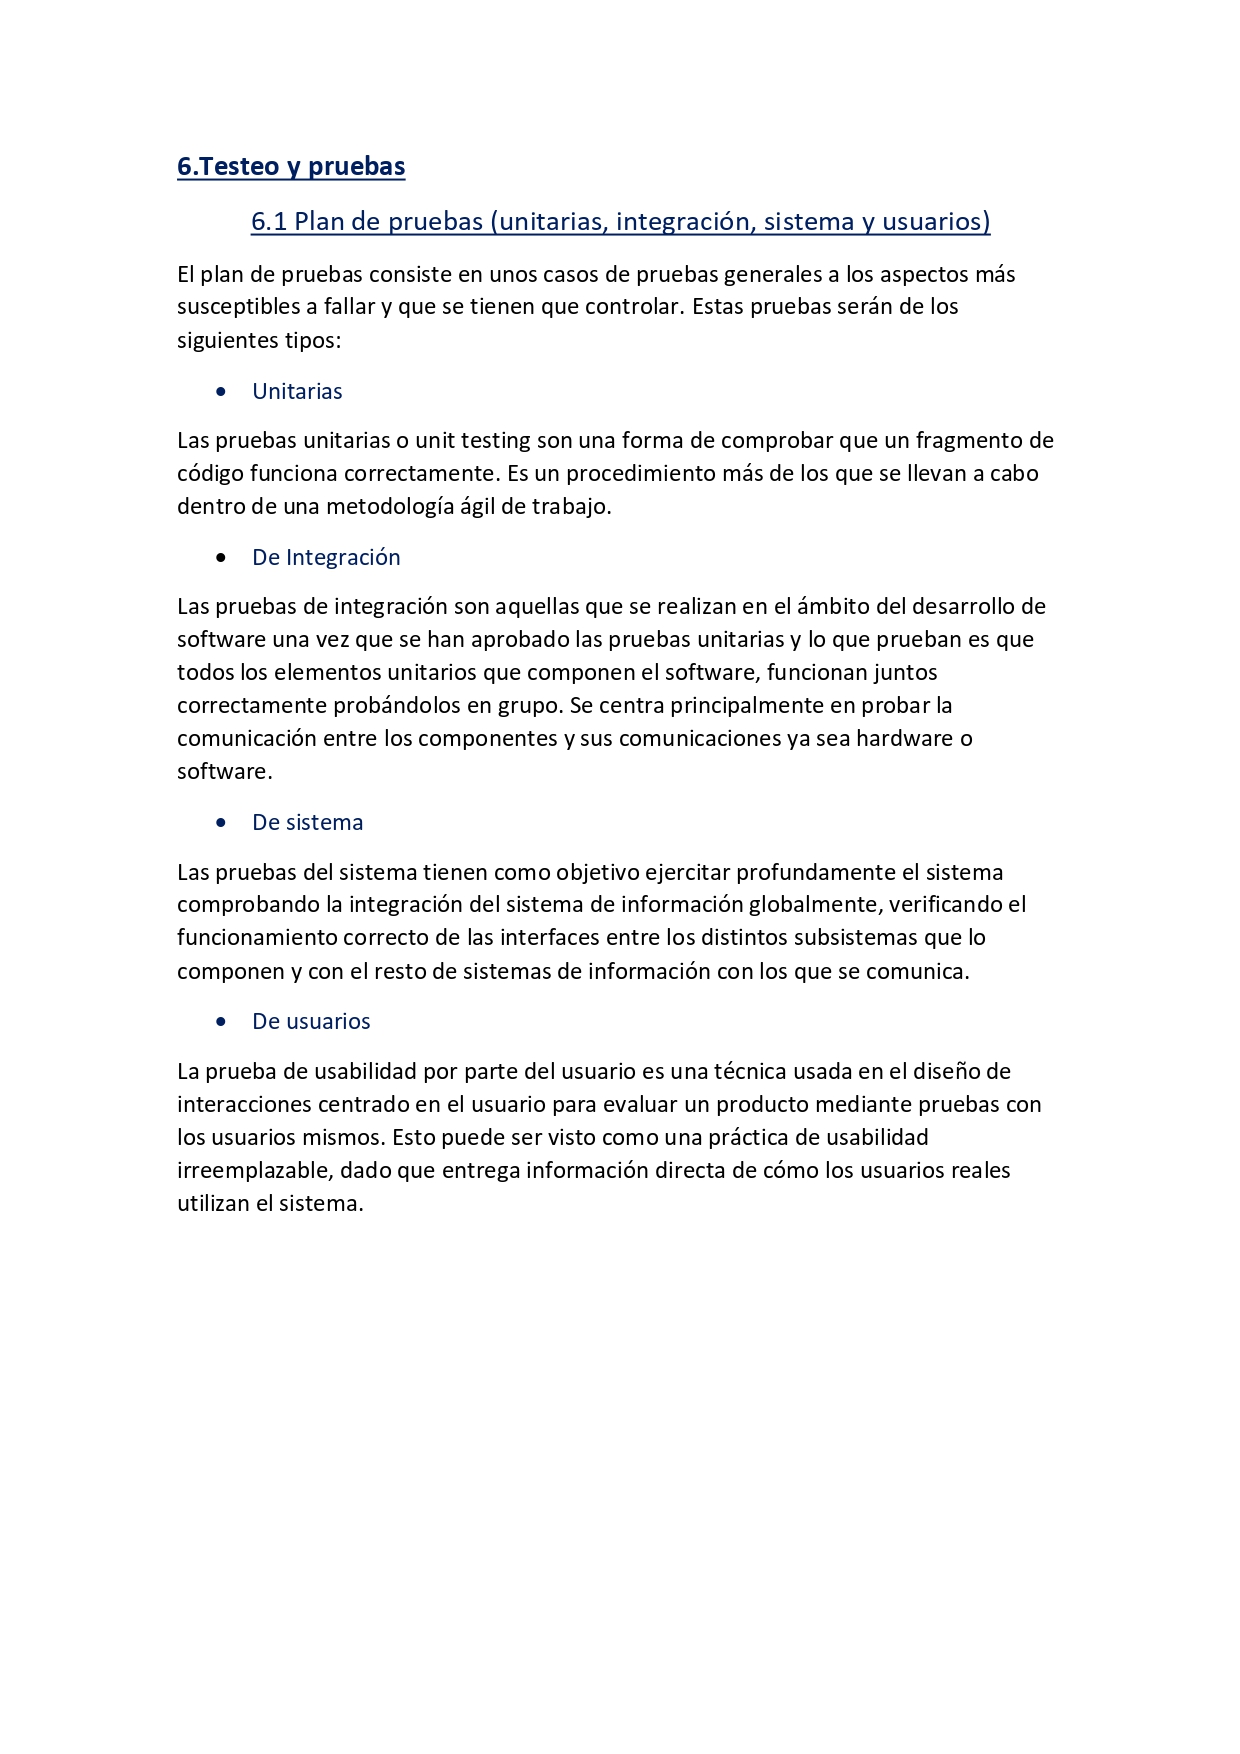 6.Testeo y pruebas
6.1 Plan de pruebas (unitarias, integración, sistema y usuarios)
El plan de pruebas consiste en unos casos de pruebas generales a los aspectos más
susceptibles a fallar y que se tienen que controlar. Estas pruebas serán de los
siguientes tipos:
• Unitarias
Las pruebas unitarias o unit testing son una forma de comprobar que un fragmento de
código funciona correctamente. Es un procedimiento más de los que se llevan a cabo
dentro de una metodología ágil de trabajo.
• De Integración
Las pruebas de integración son aquellas que se realizan en el ámbito del desarrollo de
software una vez que se han aprobado las pruebas unitarias y lo que prueban es que
todos los elementos unitarios que componen el software, funcionan juntos
correctamente probándolos en grupo. Se centra principalmente en probar la
comunicación entre los componentes y sus comunicaciones ya sea hardware o
software.
• De sistema
Las pruebas del sistema tienen como objetivo ejercitar profundamente el sistema
comprobando la integración del sistema de información globalmente, verificando el
funcionamiento correcto de las interfaces entre los distintos subsistemas que lo
componen y con el resto de sistemas de información con los que se comunica.
• De usuarios
La prueba de usabilidad por parte del usuario es una técnica usada en el diseño de
interacciones centrado en el usuario para evaluar un producto mediante pruebas con
los usuarios mismos. Esto puede ser visto como una práctica de usabilidad
irreemplazable, dado que entrega información directa de cómo los usuarios reales
utilizan el sistema.